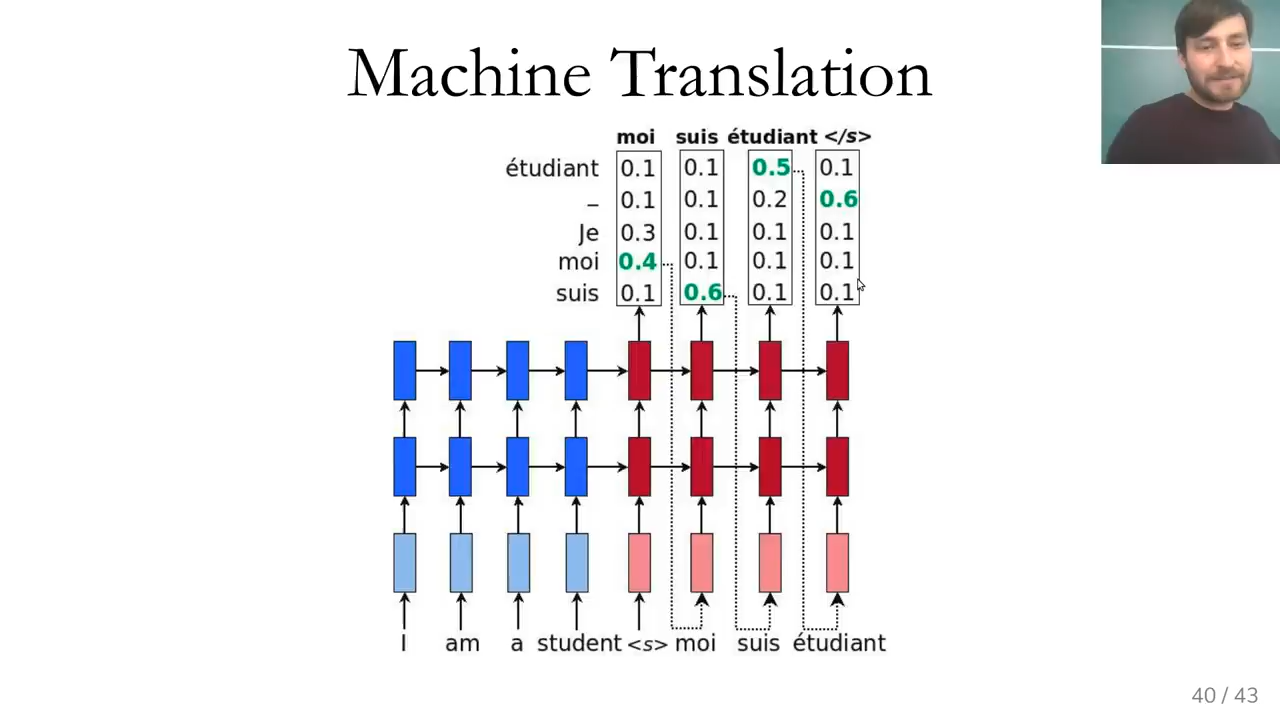 Machine Translation
moi suis étudiant </s>
étudiant 0.1 0.1 0.5 0.1
– 0.1 0.1 0.2 0.6
Je 0.3 0.1 0.1 0.1
moi 0.4 0.1 0.1 0.1
suis 0.1 0.6 0.1 0.1
I am a student <s> moi suis étudiant
40 / 43